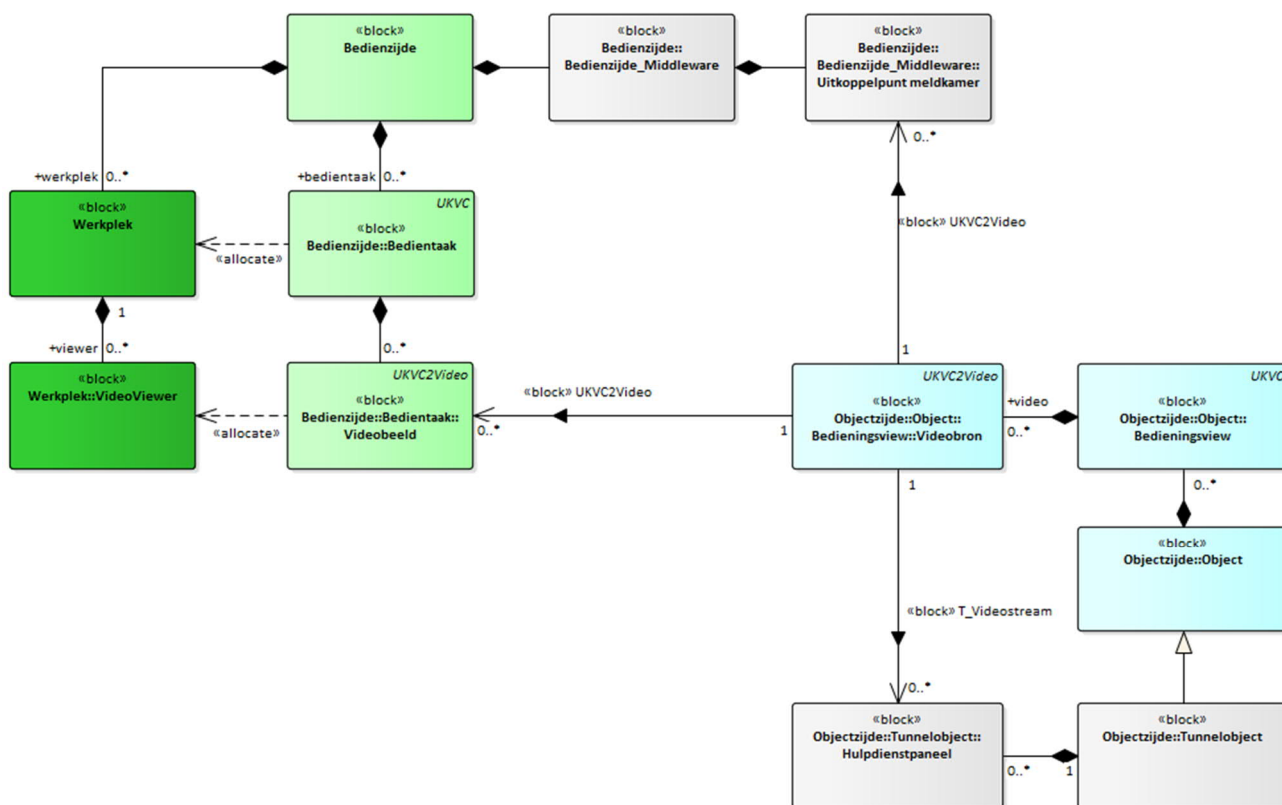 «block»
Bedienzijde
«block»
Bedienzijde::
Bedienzijde_Middleware
«block»
Bedienzijde::
Bedienzijde_Middleware::
Uitkoppelpunt meldkamer
0..*
+werkplek 0..*
+bedientaak 0..*
«block»
Werkplek
«allocate»
UKVC
«block»
Bedienzijde::Bedientaak
«block» UKVC2Video
1
+viewer 0..*
0..*
1
«block»
Werkplek::VideoViewer
«allocate»
UKVC2Video
«block»
Bedienzijde::Bedientaak::
Videobeeld
«block» UKVC2Video
0..*
1
UKVC2Video
«block»
Objectzijde::Object::
Bedieningsview::Videobron
+video
0..*
UKVC
«block»
Objectzijde::Object::
Bedieningsview
1
0..*
«block»
Objectzijde::Object
«block» T_Videostream
0..*
«block»
Objectzijde::Tunnelobject::
Hulpdienstpaneel
0..*
1
«block»
Objectzijde::Tunnelobject